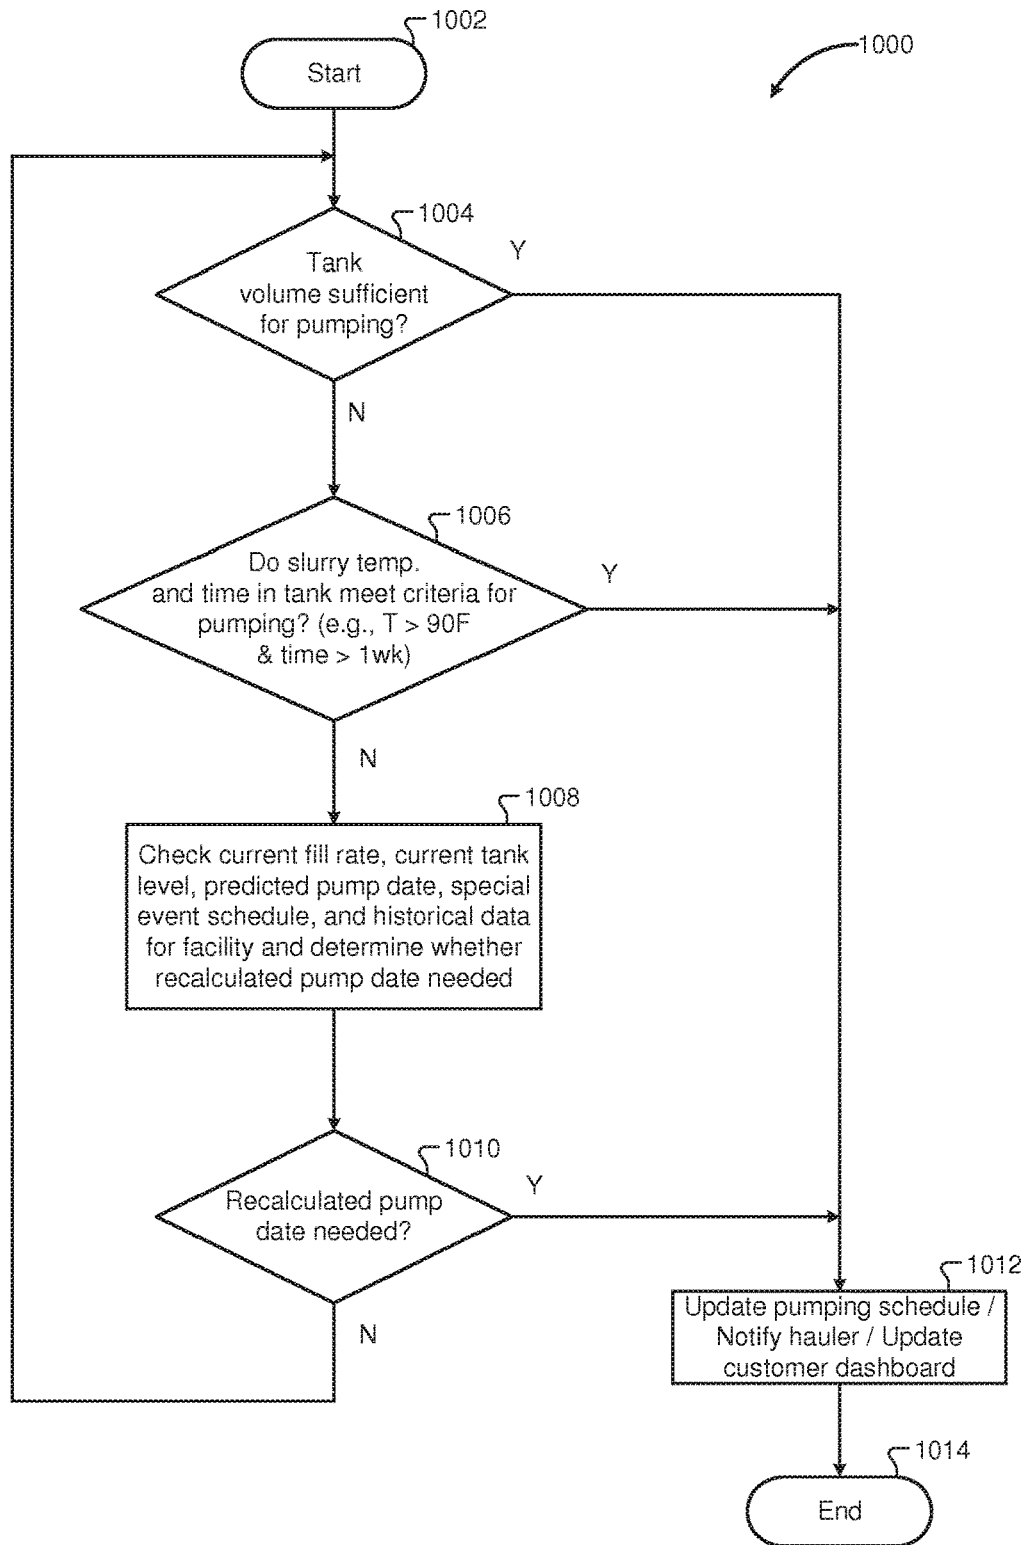 1002
1000
Start
1004
Y
Tank
volume sufficient
for pumping?
N
1006
Y
Do slurry temp.
and time in tank meet criteria for
pumping? (e.g., T > 90F
& time > 1wk)
N
1008
Check current fill rate, current tank
level, predicted pump date, special
event schedule, and historical data
for facility and determine whether
recalculated pump date needed
1010
Y
Recalculated pump
date needed?
N
1012
Update pumping schedule /
Notify hauler / Update
customer dashboard
1014
End